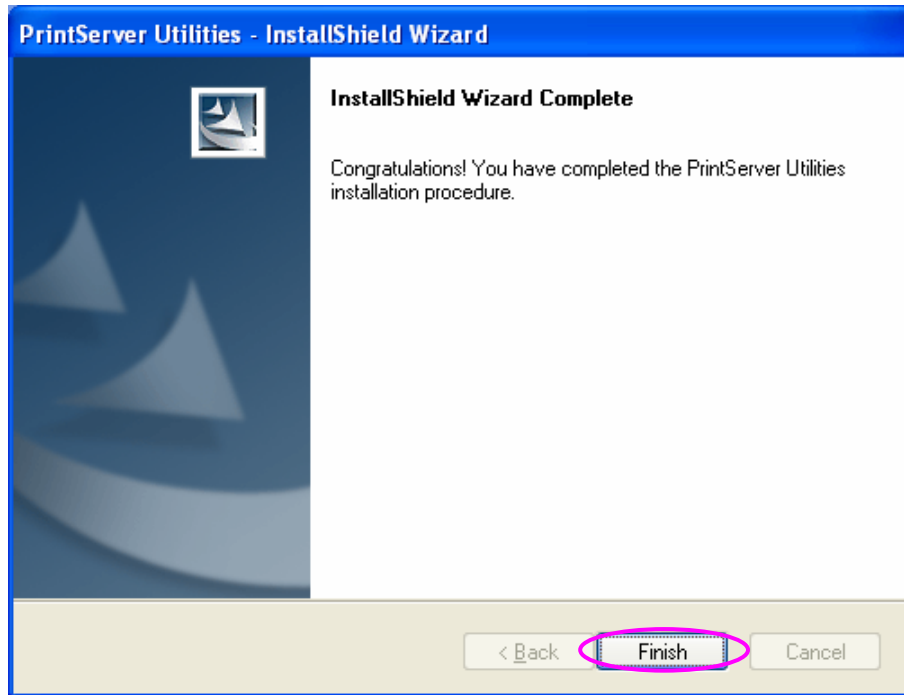 PrintServer Utilities - InstallShield Wizard
InstallShield Wizard Complete
Congratulations! You have completed the PrintServer Utilities
installation procedure.
< Back
Finish
Cancel